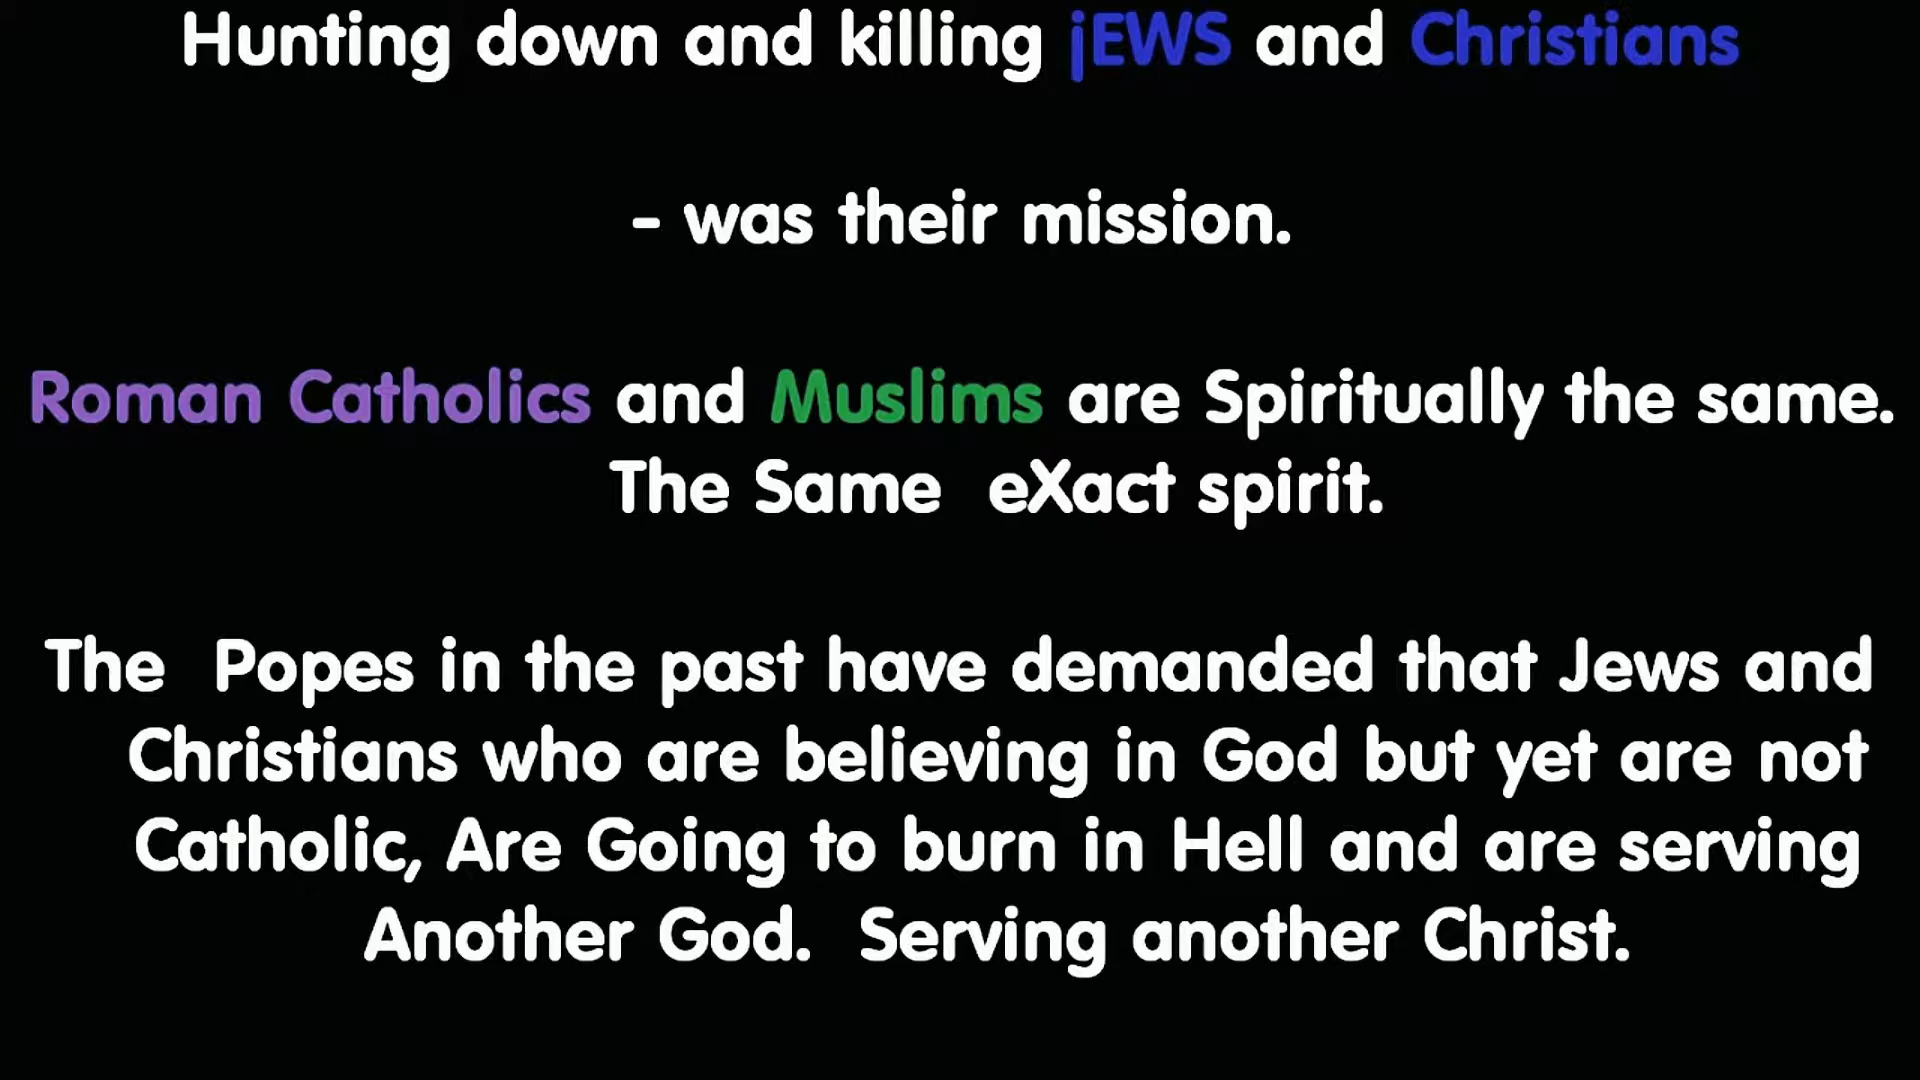 Hunting down and killing jEWS and Christians
- was their mission.
Roman Catholics and Muslims are Spiritually the same.
The Same eXact spirit.
The Popes in the past have demanded that Jews and
Christians who are believing in God but yet are not
Catholic, Are Going to burn in Hell and are serving
Another God. Serving another Christ.